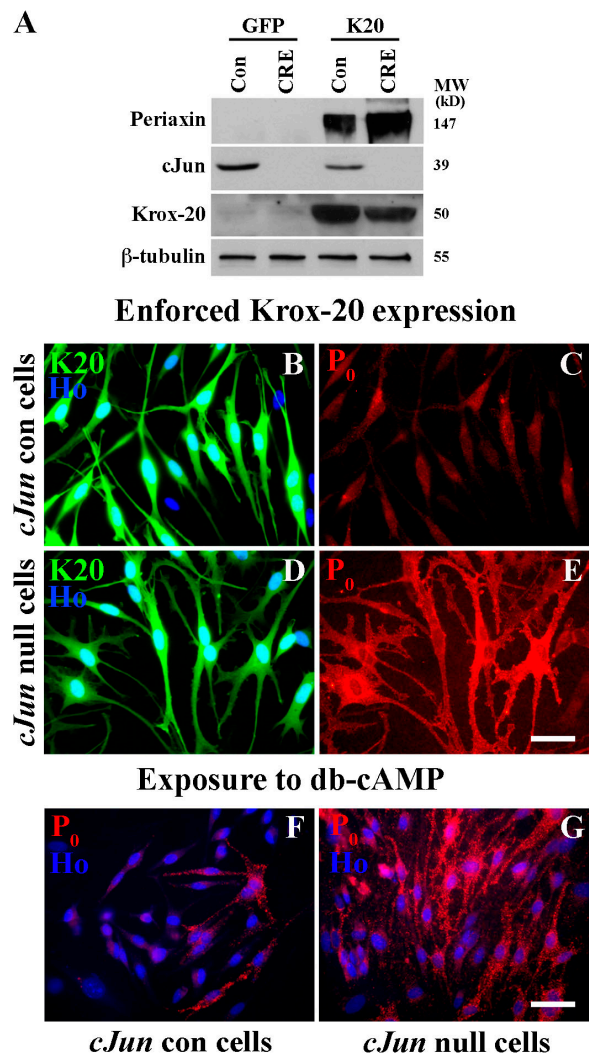 A
GFP K20
Con CRE Con CRE MW (kD)
Periaxin 147
cJun 39
Krox-20 50
β-tubulin 55
Enforced Krox-20 expression
cJun con cells
K20 B
Ho
P0 C
cJun null cells
K20 D
Ho
P0 E
Exposure to db-cAMP
P0 F
Ho
P0 G
Ho
cJun con cells cJun null cells